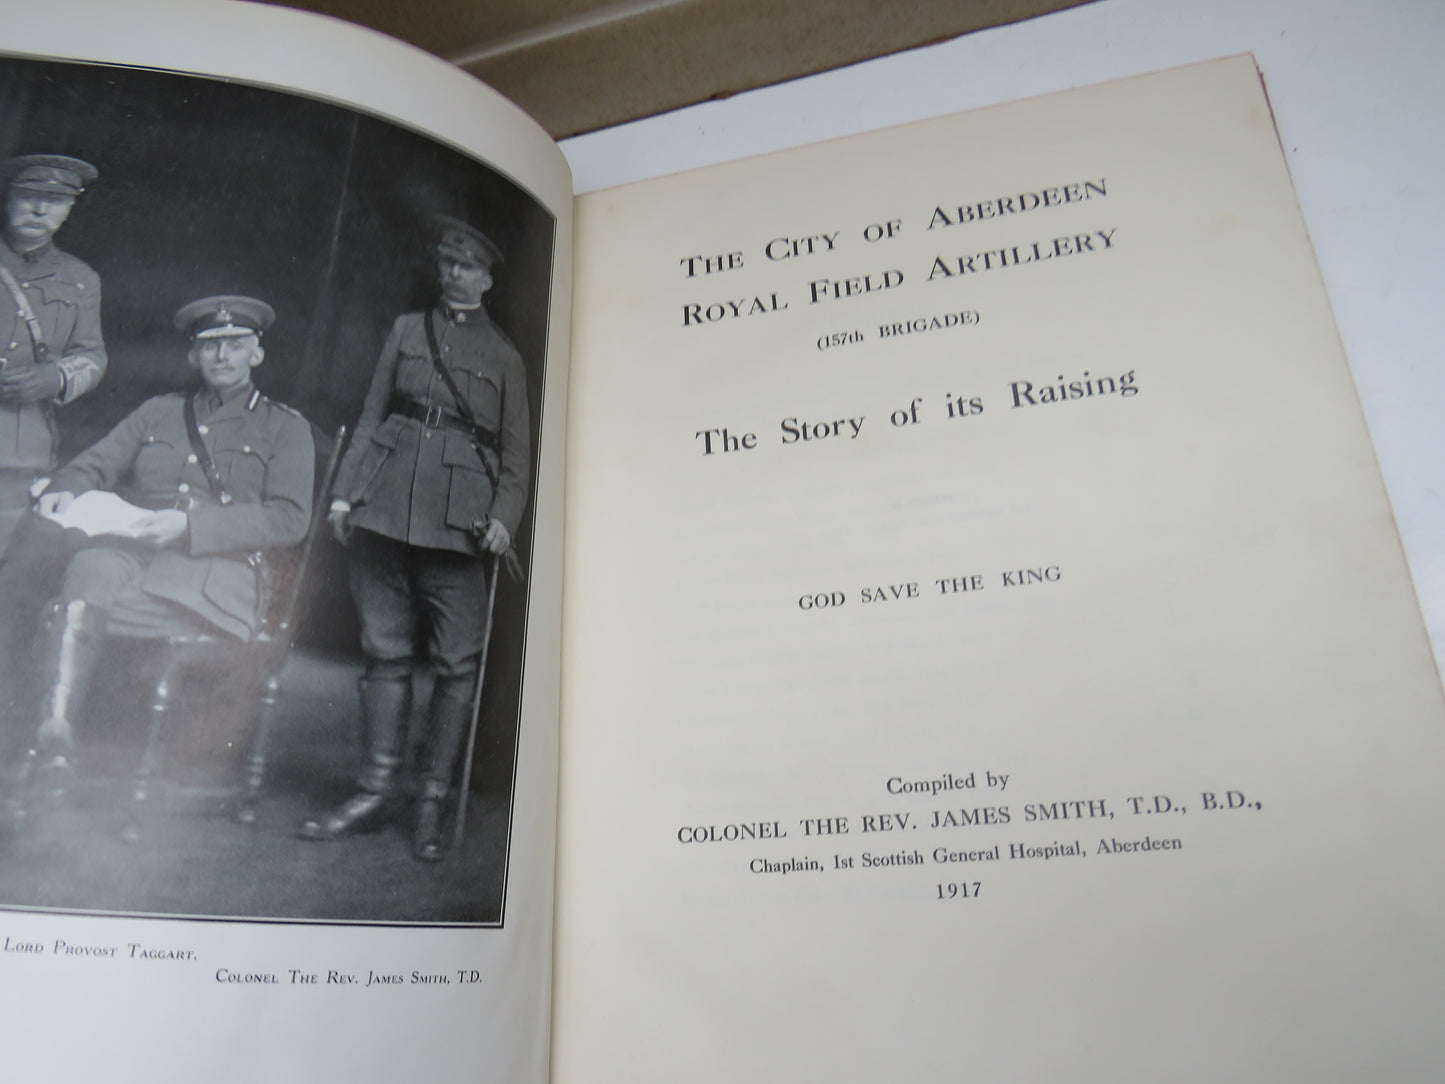 LORD PROVOST TAGGART.
COLONEL THE REV. JAMES SMITH, T.D.
THE CITY OF ABERDEEN
ROYAL FIELD ARTILLERY
(157th BRIGADE)
The Story of its Raising
GOD SAVE THE KING
Compiled by
COLONEL THE REV. JAMES SMITH, T.D., B.D.,
Chaplain, 1st Scottish General Hospital, Aberdeen
1917